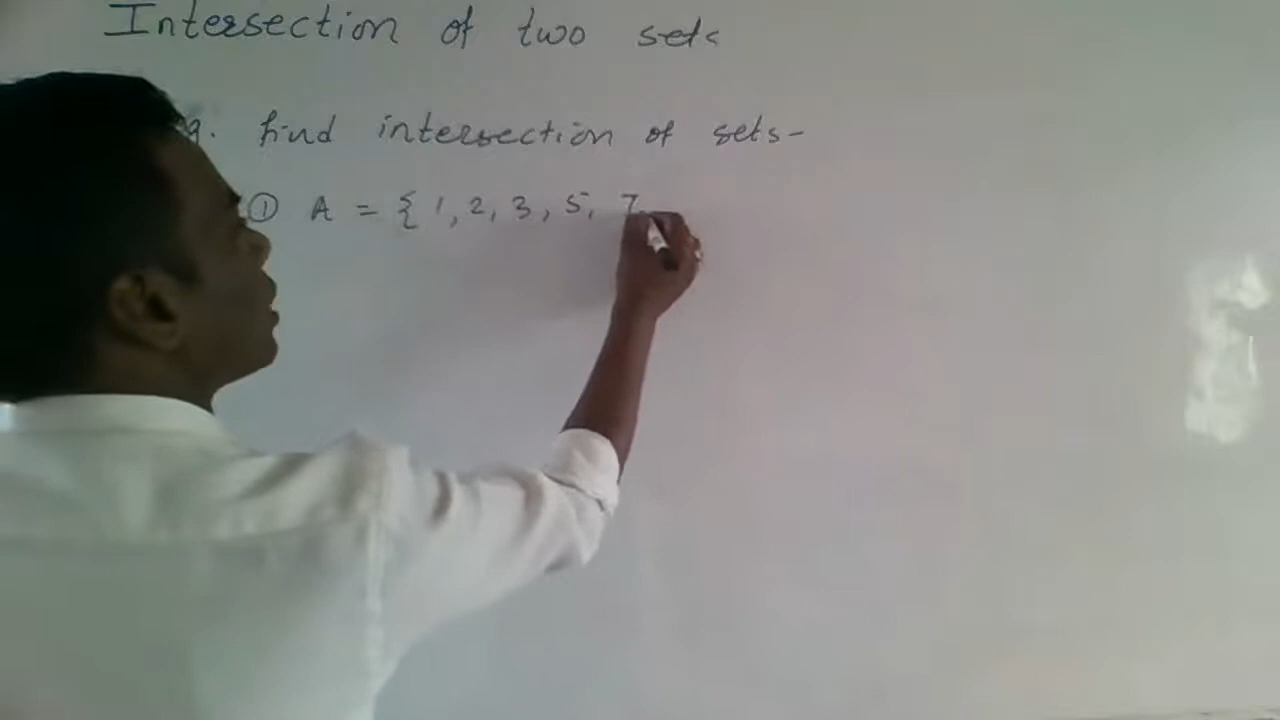 Intersection of two sets
g. find intersection of sets-
① A = { 1, 2, 3, 5, 7